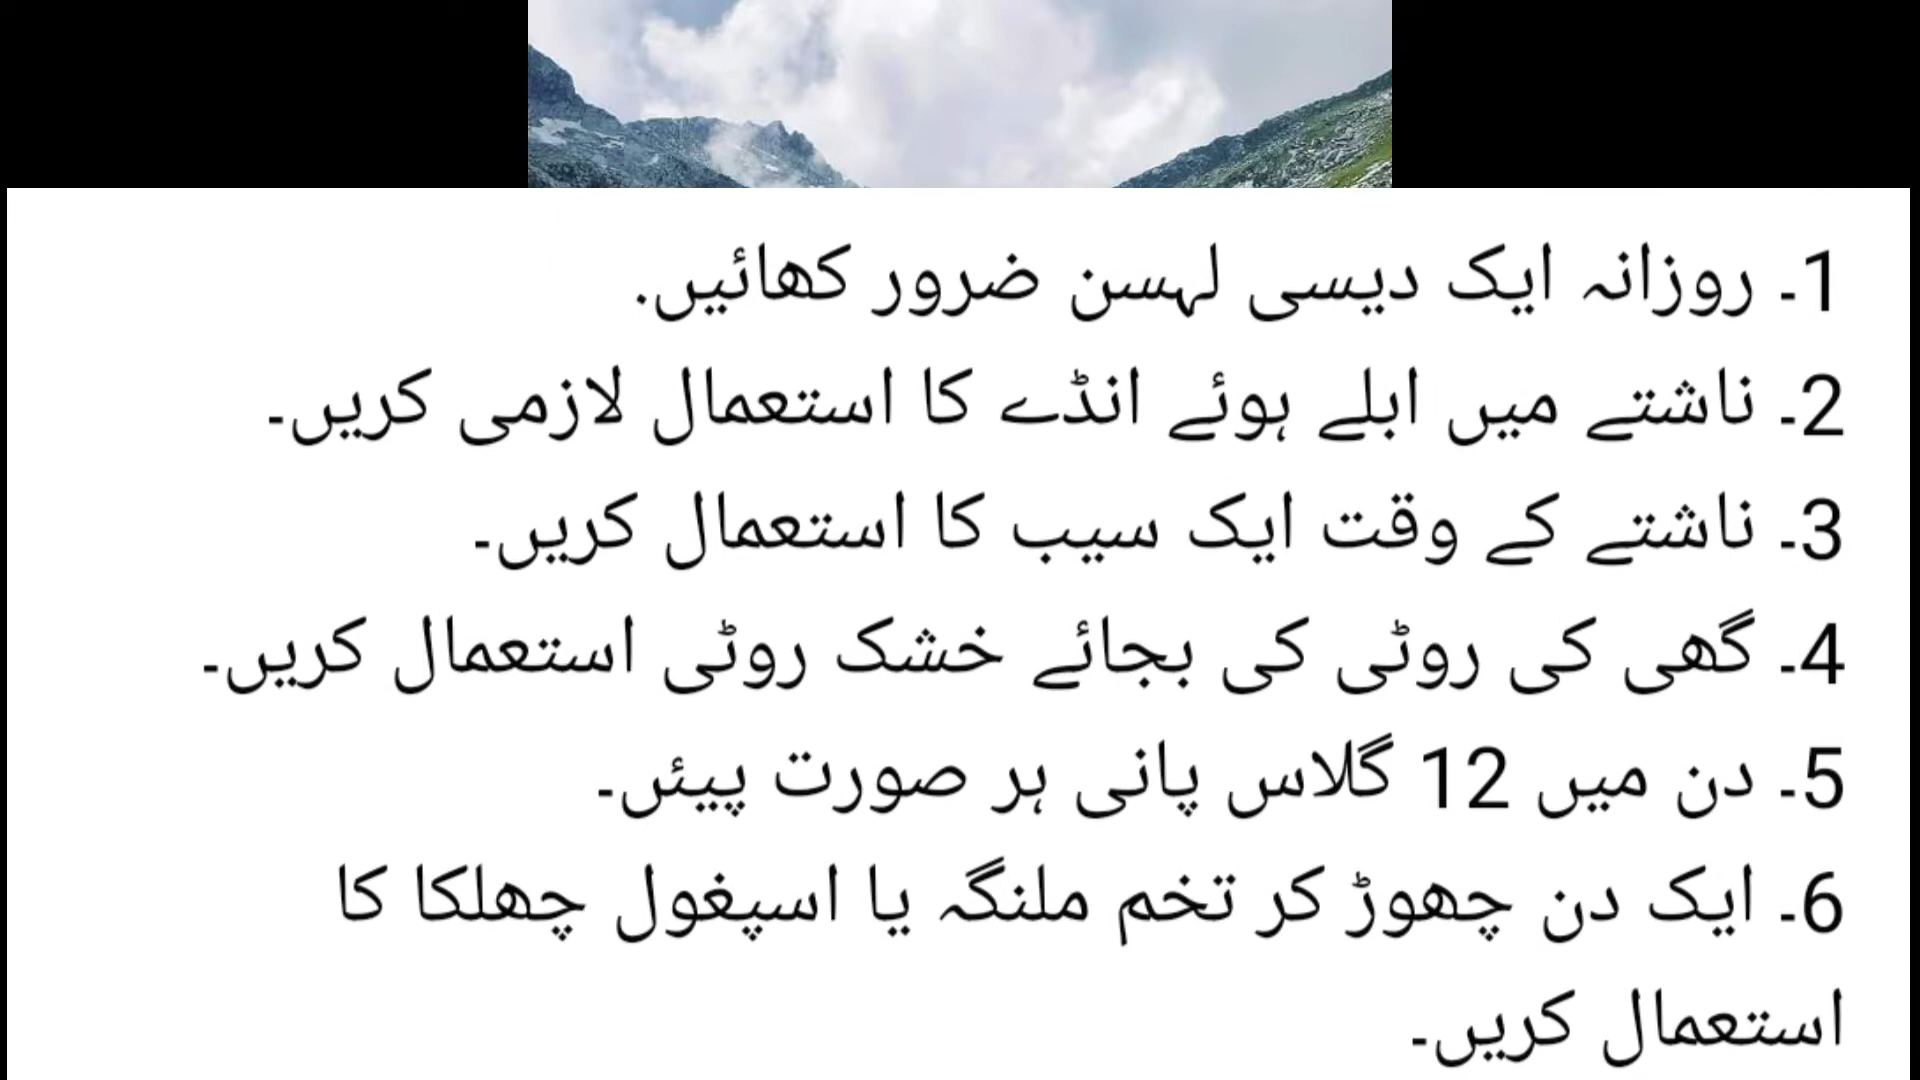 1۔ روزانہ ایک دیسی لہسن ضرور کھائیں.
2۔ ناشتے میں ابلے ہوئے انڈے کا استعمال لازمی کریں۔
3۔ ناشتے کے وقت ایک سیب کا استعمال کریں۔
4۔ گھی کی روٹی کی بجائے خشک روٹی استعمال کریں۔
5۔ دن میں 12 گلاس پانی ہر صورت پیئں۔
6۔ ایک دن چھوڑ کر تخم ملنگہ یا اسپغول چھلکا کا
استعمال کریں۔